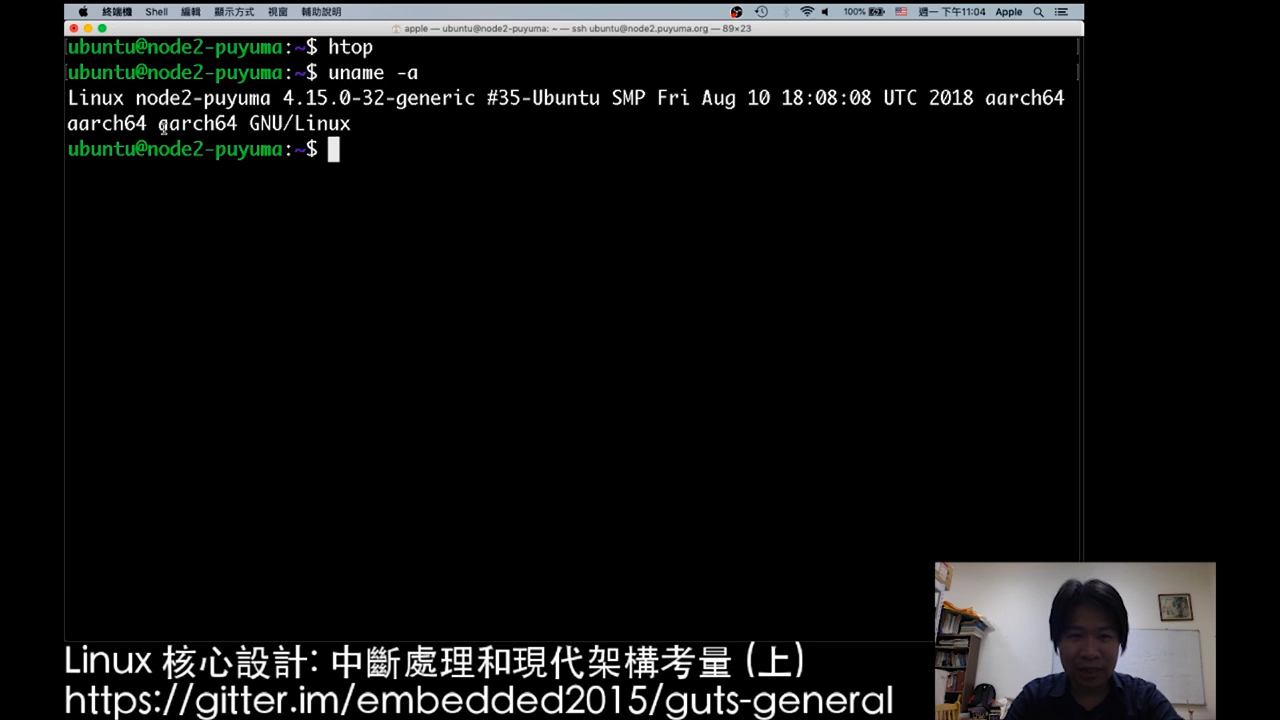 終端機 Shell 編輯 顯示方式 視窗 輔助說明 100% 週一 下午11:04 Apple
apple — ubuntu@node2-puyuma: ~ — ssh ubuntu@node2.puyuma.org — 89×23
ubuntu@node2-puyuma:~$ htop
ubuntu@node2-puyuma:~$ uname -a
Linux node2-puyuma 4.15.0-32-generic #35-Ubuntu SMP Fri Aug 10 18:08:08 UTC 2018 aarch64
aarch64 aarch64 GNU/Linux
ubuntu@node2-puyuma:~$
Linux 核心設計: 中斷處理和現代架構考量 (上)
https://gitter.im/embedded2015/guts-general